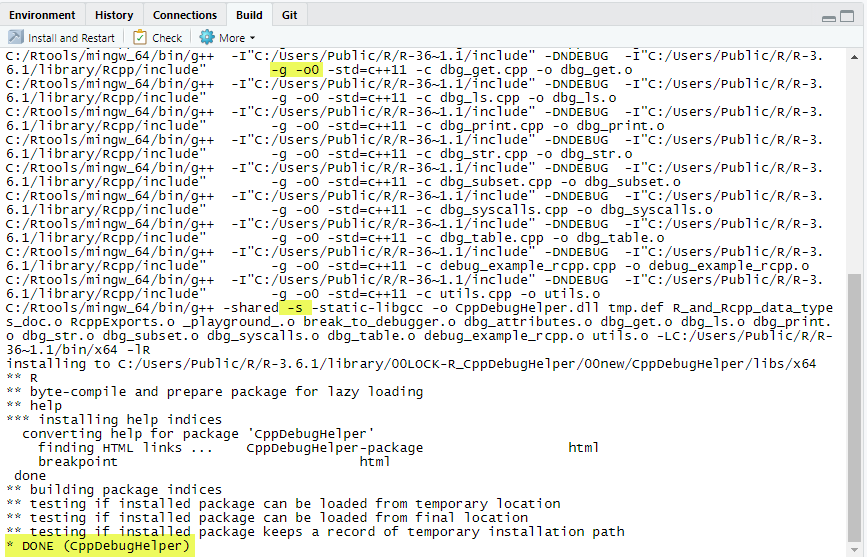 Environment History Connections Build Git
Install and Restart Check More
C:/Rtools/mingw_64/bin/g++ -I"C:/Users/Public/R/R-36~1.1/include" -DNDEBUG -I"C:/Users/Public/R/R-3.
6.1/library/Rcpp/include" -g -o0 -std=c++11 -c dbg_get.cpp -o dbg_get.o
C:/Rtools/mingw_64/bin/g++ -I"C:/Users/Public/R/R-36~1.1/include" -DNDEBUG -I"C:/Users/Public/R/R-3.
6.1/library/Rcpp/include" -g -o0 -std=c++11 -c dbg_ls.cpp -o dbg_ls.o
C:/Rtools/mingw_64/bin/g++ -I"C:/Users/Public/R/R-36~1.1/include" -DNDEBUG -I"C:/Users/Public/R/R-3.
6.1/library/Rcpp/include" -g -o0 -std=c++11 -c dbg_print.cpp -o dbg_print.o
C:/Rtools/mingw_64/bin/g++ -I"C:/Users/Public/R/R-36~1.1/include" -DNDEBUG -I"C:/Users/Public/R/R-3.
6.1/library/Rcpp/include" -g -o0 -std=c++11 -c dbg_str.cpp -o dbg_str.o
C:/Rtools/mingw_64/bin/g++ -I"C:/Users/Public/R/R-36~1.1/include" -DNDEBUG -I"C:/Users/Public/R/R-3.
6.1/library/Rcpp/include" -g -o0 -std=c++11 -c dbg_subset.cpp -o dbg_subset.o
C:/Rtools/mingw_64/bin/g++ -I"C:/Users/Public/R/R-36~1.1/include" -DNDEBUG -I"C:/Users/Public/R/R-3.
6.1/library/Rcpp/include" -g -o0 -std=c++11 -c dbg_syscalls.cpp -o dbg_syscalls.o
C:/Rtools/mingw_64/bin/g++ -I"C:/Users/Public/R/R-36~1.1/include" -DNDEBUG -I"C:/Users/Public/R/R-3.
6.1/library/Rcpp/include" -g -o0 -std=c++11 -c dbg_table.cpp -o dbg_table.o
C:/Rtools/mingw_64/bin/g++ -I"C:/Users/Public/R/R-36~1.1/include" -DNDEBUG -I"C:/Users/Public/R/R-3.
6.1/library/Rcpp/include" -g -o0 -std=c++11 -c debug_example_rcpp.cpp -o debug_example_rcpp.o
C:/Rtools/mingw_64/bin/g++ -I"C:/Users/Public/R/R-36~1.1/include" -DNDEBUG -I"C:/Users/Public/R/R-3.
6.1/library/Rcpp/include" -g -o0 -std=c++11 -c utils.cpp -o utils.o
C:/Rtools/mingw_64/bin/g++ -shared -s -static-libgcc -o CppDebugHelper.dll tmp.def R_and_Rcpp_data_type
s_doc.o RcppExports.o _playground_.o break_to_debugger.o dbg_attributes.o dbg_get.o dbg_ls.o dbg_print.
o dbg_str.o dbg_subset.o dbg_syscalls.o dbg_table.o debug_example_rcpp.o utils.o -LC:/Users/Public/R/R-
36~1.1/bin/x64 -lR
installing to C:/Users/Public/R/R-3.6.1/library/00LOCK-R_CppDebugHelper/00new/CppDebugHelper/libs/x64
** R
** byte-compile and prepare package for lazy loading
** help
*** installing help indices
converting help for package 'CppDebugHelper'
finding HTML links ... CppDebugHelper-package html
breakpoint html
done
** building package indices
** testing if installed package can be loaded from temporary location
** testing if installed package can be loaded from final location
** testing if installed package keeps a record of temporary installation path
* DONE (CppDebugHelper)